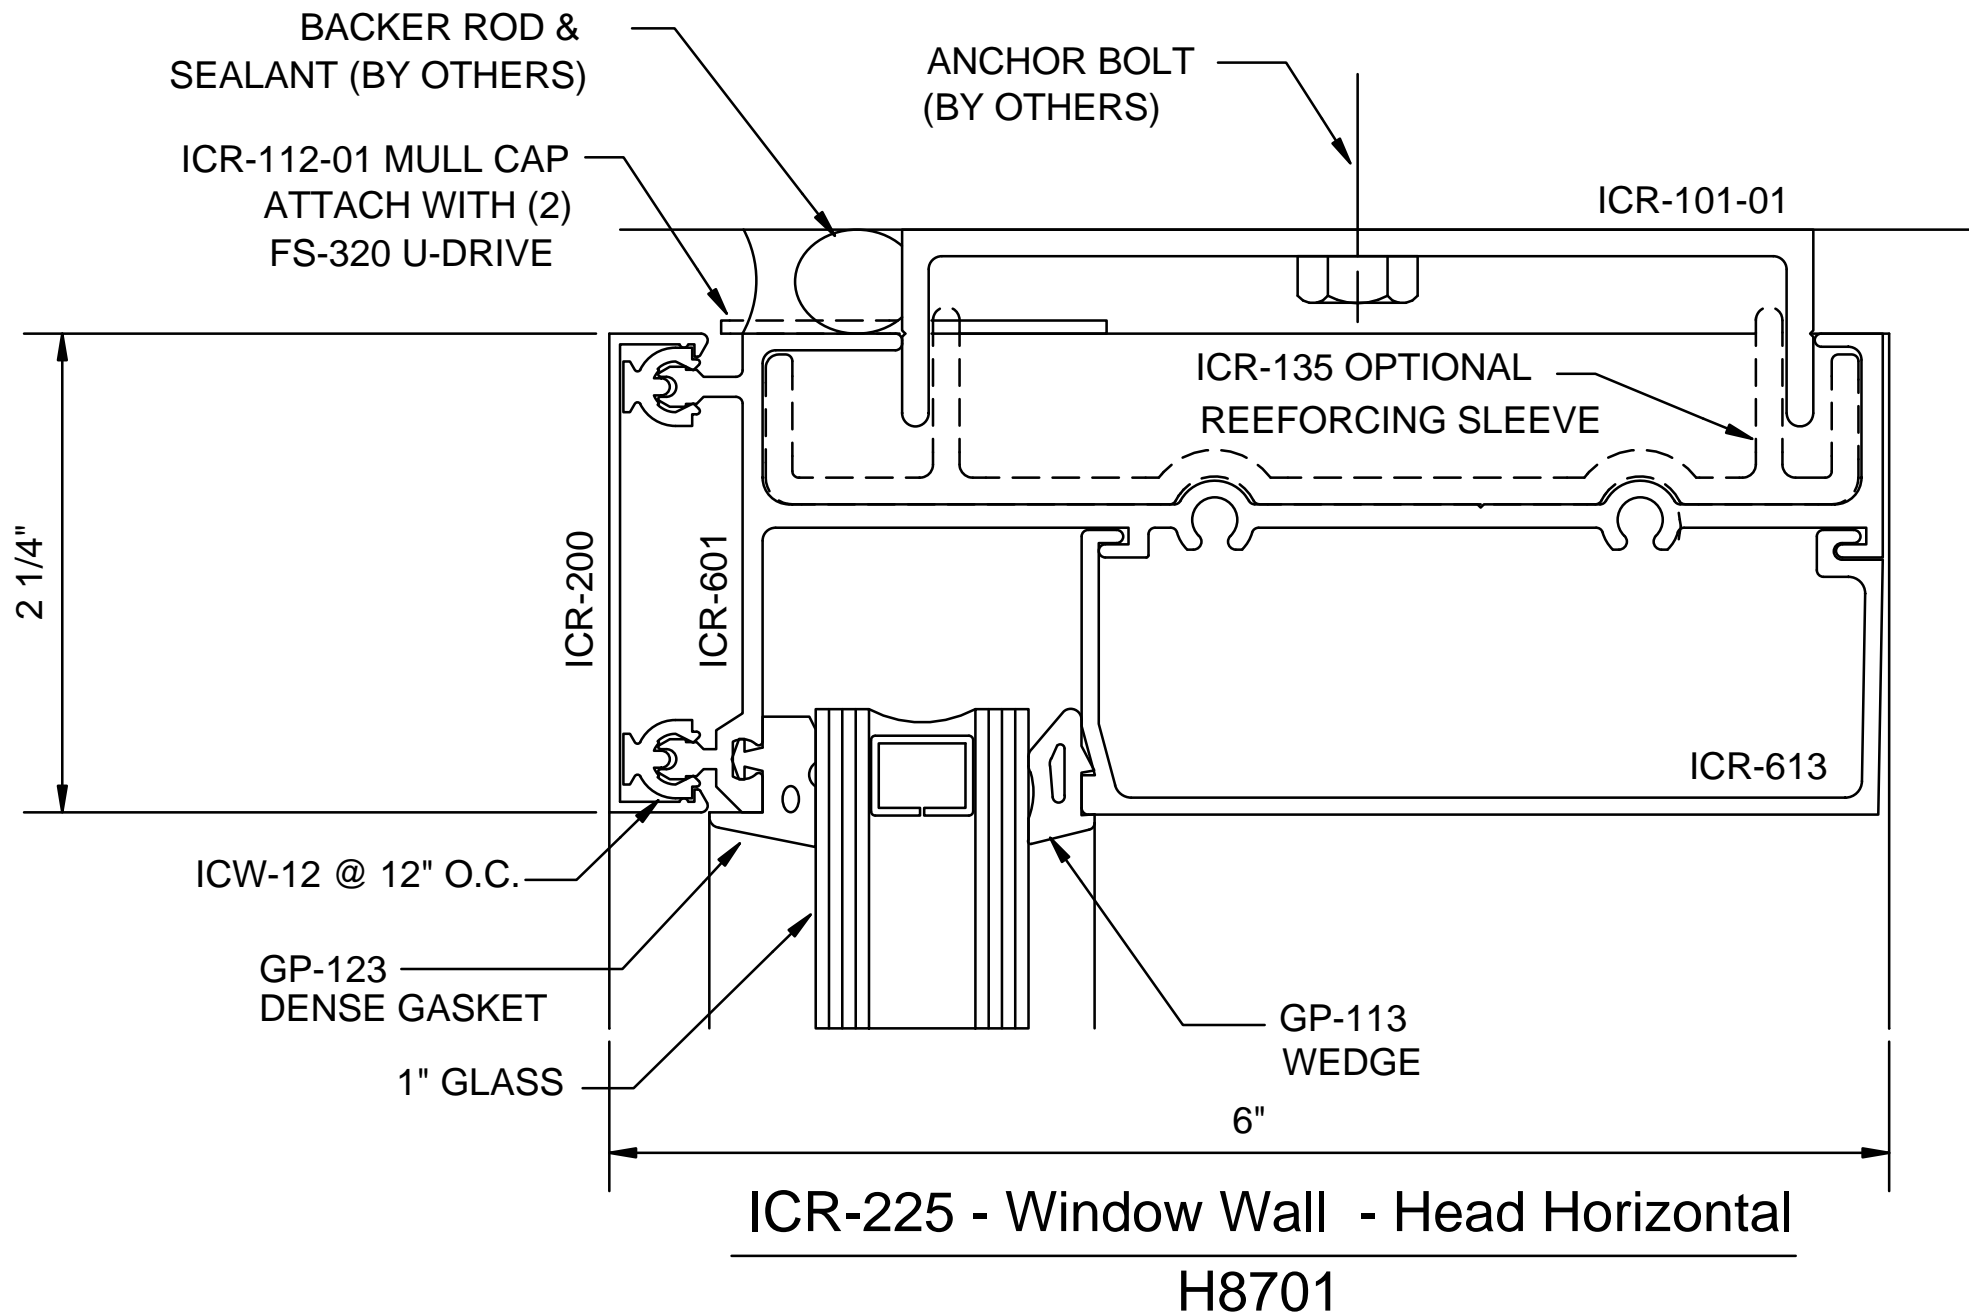 BACKER ROD &
SEALANT (BY OTHERS)
ANCHOR BOLT
(BY OTHERS)
ICR-112-01 MULL CAP
ATTACH WITH (2)
FS-320 U-DRIVE
ICR-101-01
ICR-135 OPTIONAL
REEFORCING SLEEVE
2 1/4"
ICR-200
ICR-601
ICR-613
ICW-12 @ 12" O.C.
GP-123
DENSE GASKET
GP-113
WEDGE
1" GLASS
6"
ICR-225 - Window Wall - Head Horizontal
H8701